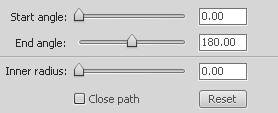 Start angle: 0.00
End angle: 180.00
Inner radius: 0.00
Close path Reset